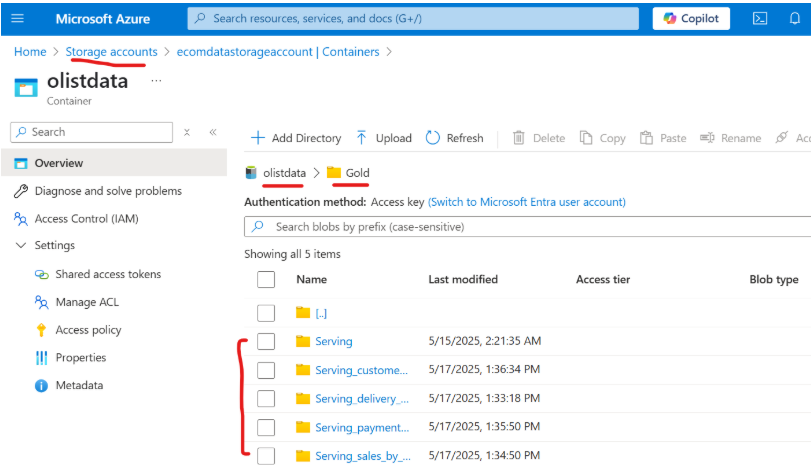 Microsoft Azure Search resources, services, and docs (G+/) Copilot
Home > Storage accounts > ecomdatastorageaccount | Containers >
olistdata ...
Container
Search
Overview
Diagnose and solve problems
Access Control (IAM)
Settings
Shared access tokens
Manage ACL
Access policy
Properties
Metadata
Add Directory Upload Refresh Delete Copy Paste Rename
olistdata > Gold
Authentication method: Access key (Switch to Microsoft Entra user account)
Search blobs by prefix (case-sensitive)
Showing all 5 items
Name Last modified Access tier Blob type
[..]
Serving 5/15/2025, 2:21:35 AM
Serving_custome... 5/17/2025, 1:36:34 PM
Serving_delivery_... 5/17/2025, 1:33:18 PM
Serving_payment... 5/17/2025, 1:35:50 PM
Serving_sales_by_... 5/17/2025, 1:34:50 PM